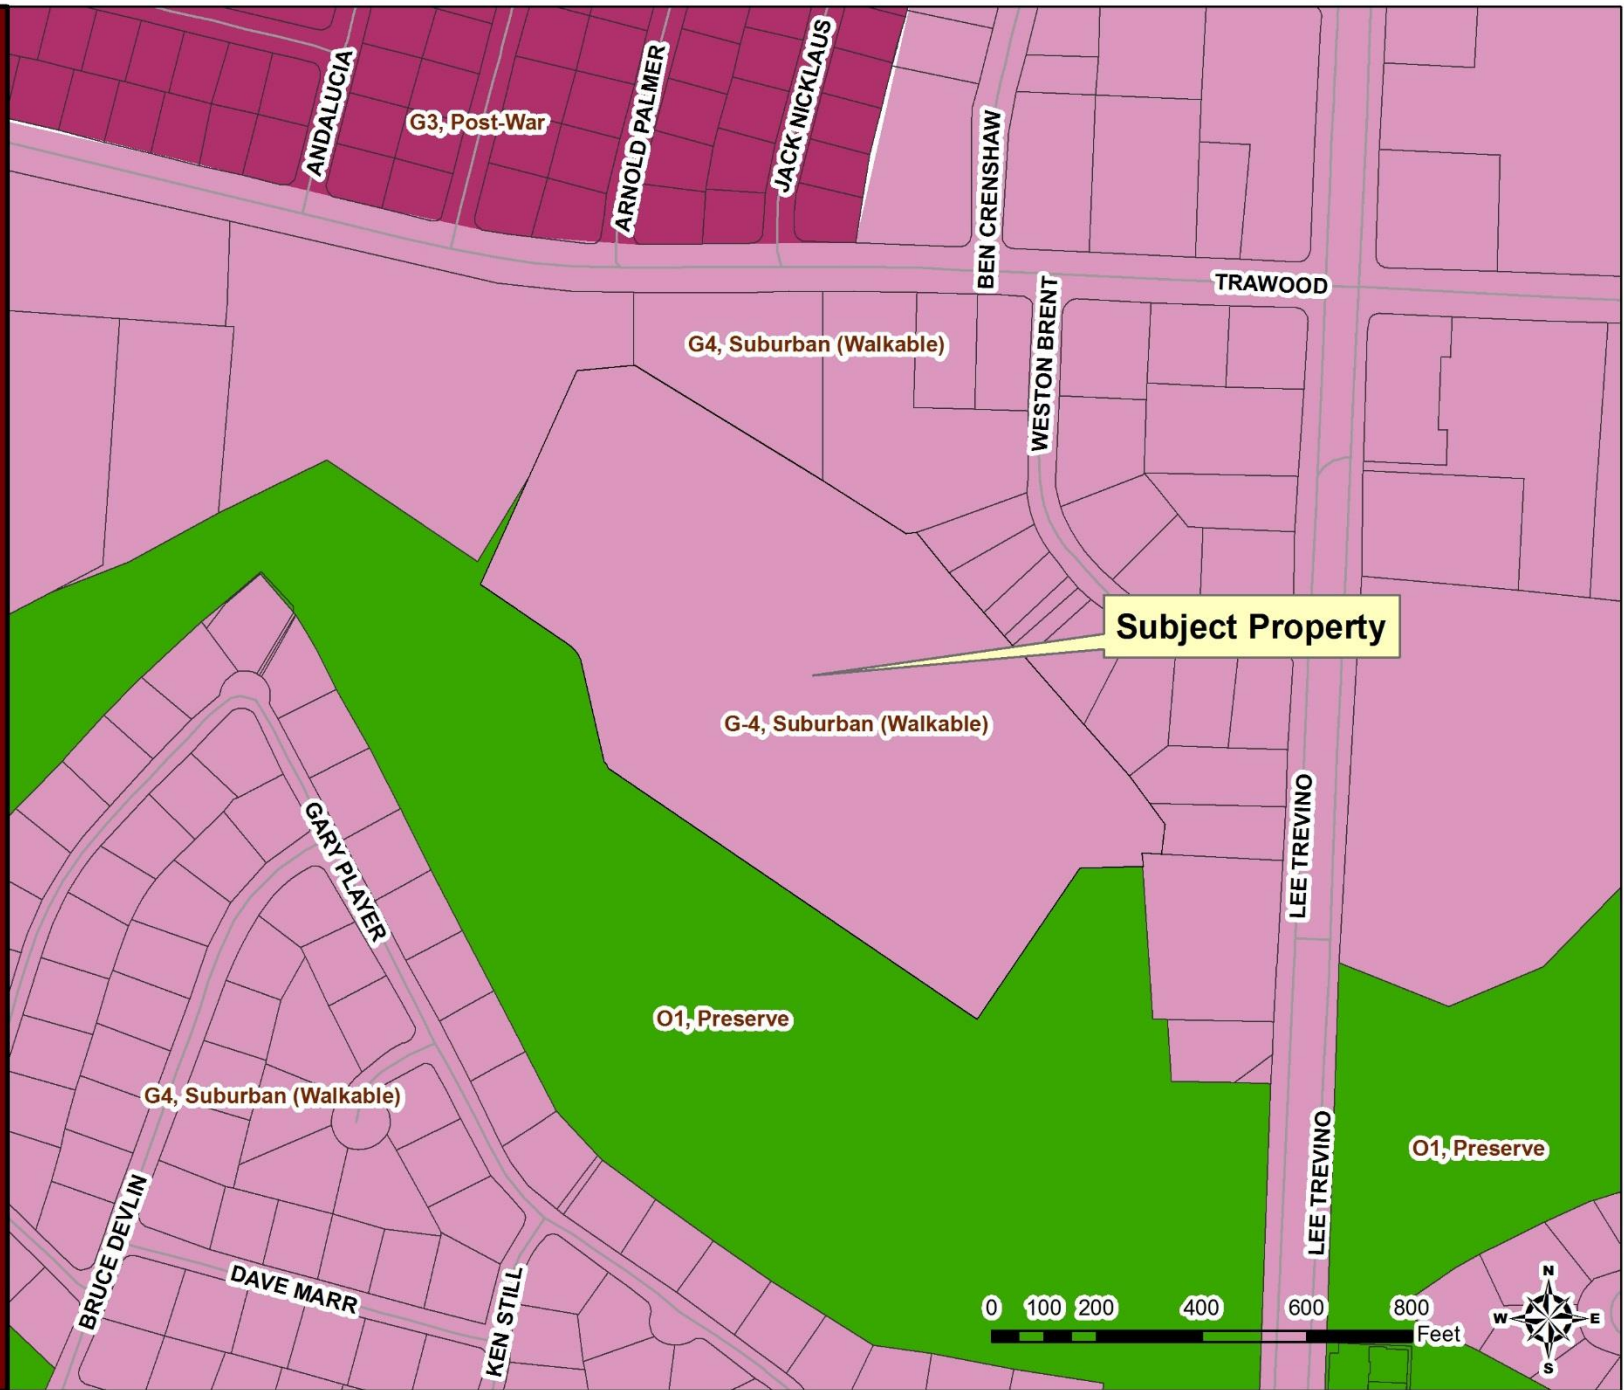 ANDALUCIA
G3, Post-War
ARNOLD PALMER
JACK NICKLAUS
BEN CRENSHAW
TRAWOOD
WESTON BRENT
G4, Suburban (Walkable)
Subject Property
G-4, Suburban (Walkable)
LEE TREVINO
GARY PLAYER
O1, Preserve
G4, Suburban (Walkable)
LEE TREVINO
O1, Preserve
BRUCE DEVLIN
DAVE MARR
KEN STILL
0 100 200 400 600 800
Feet
N
W E
S